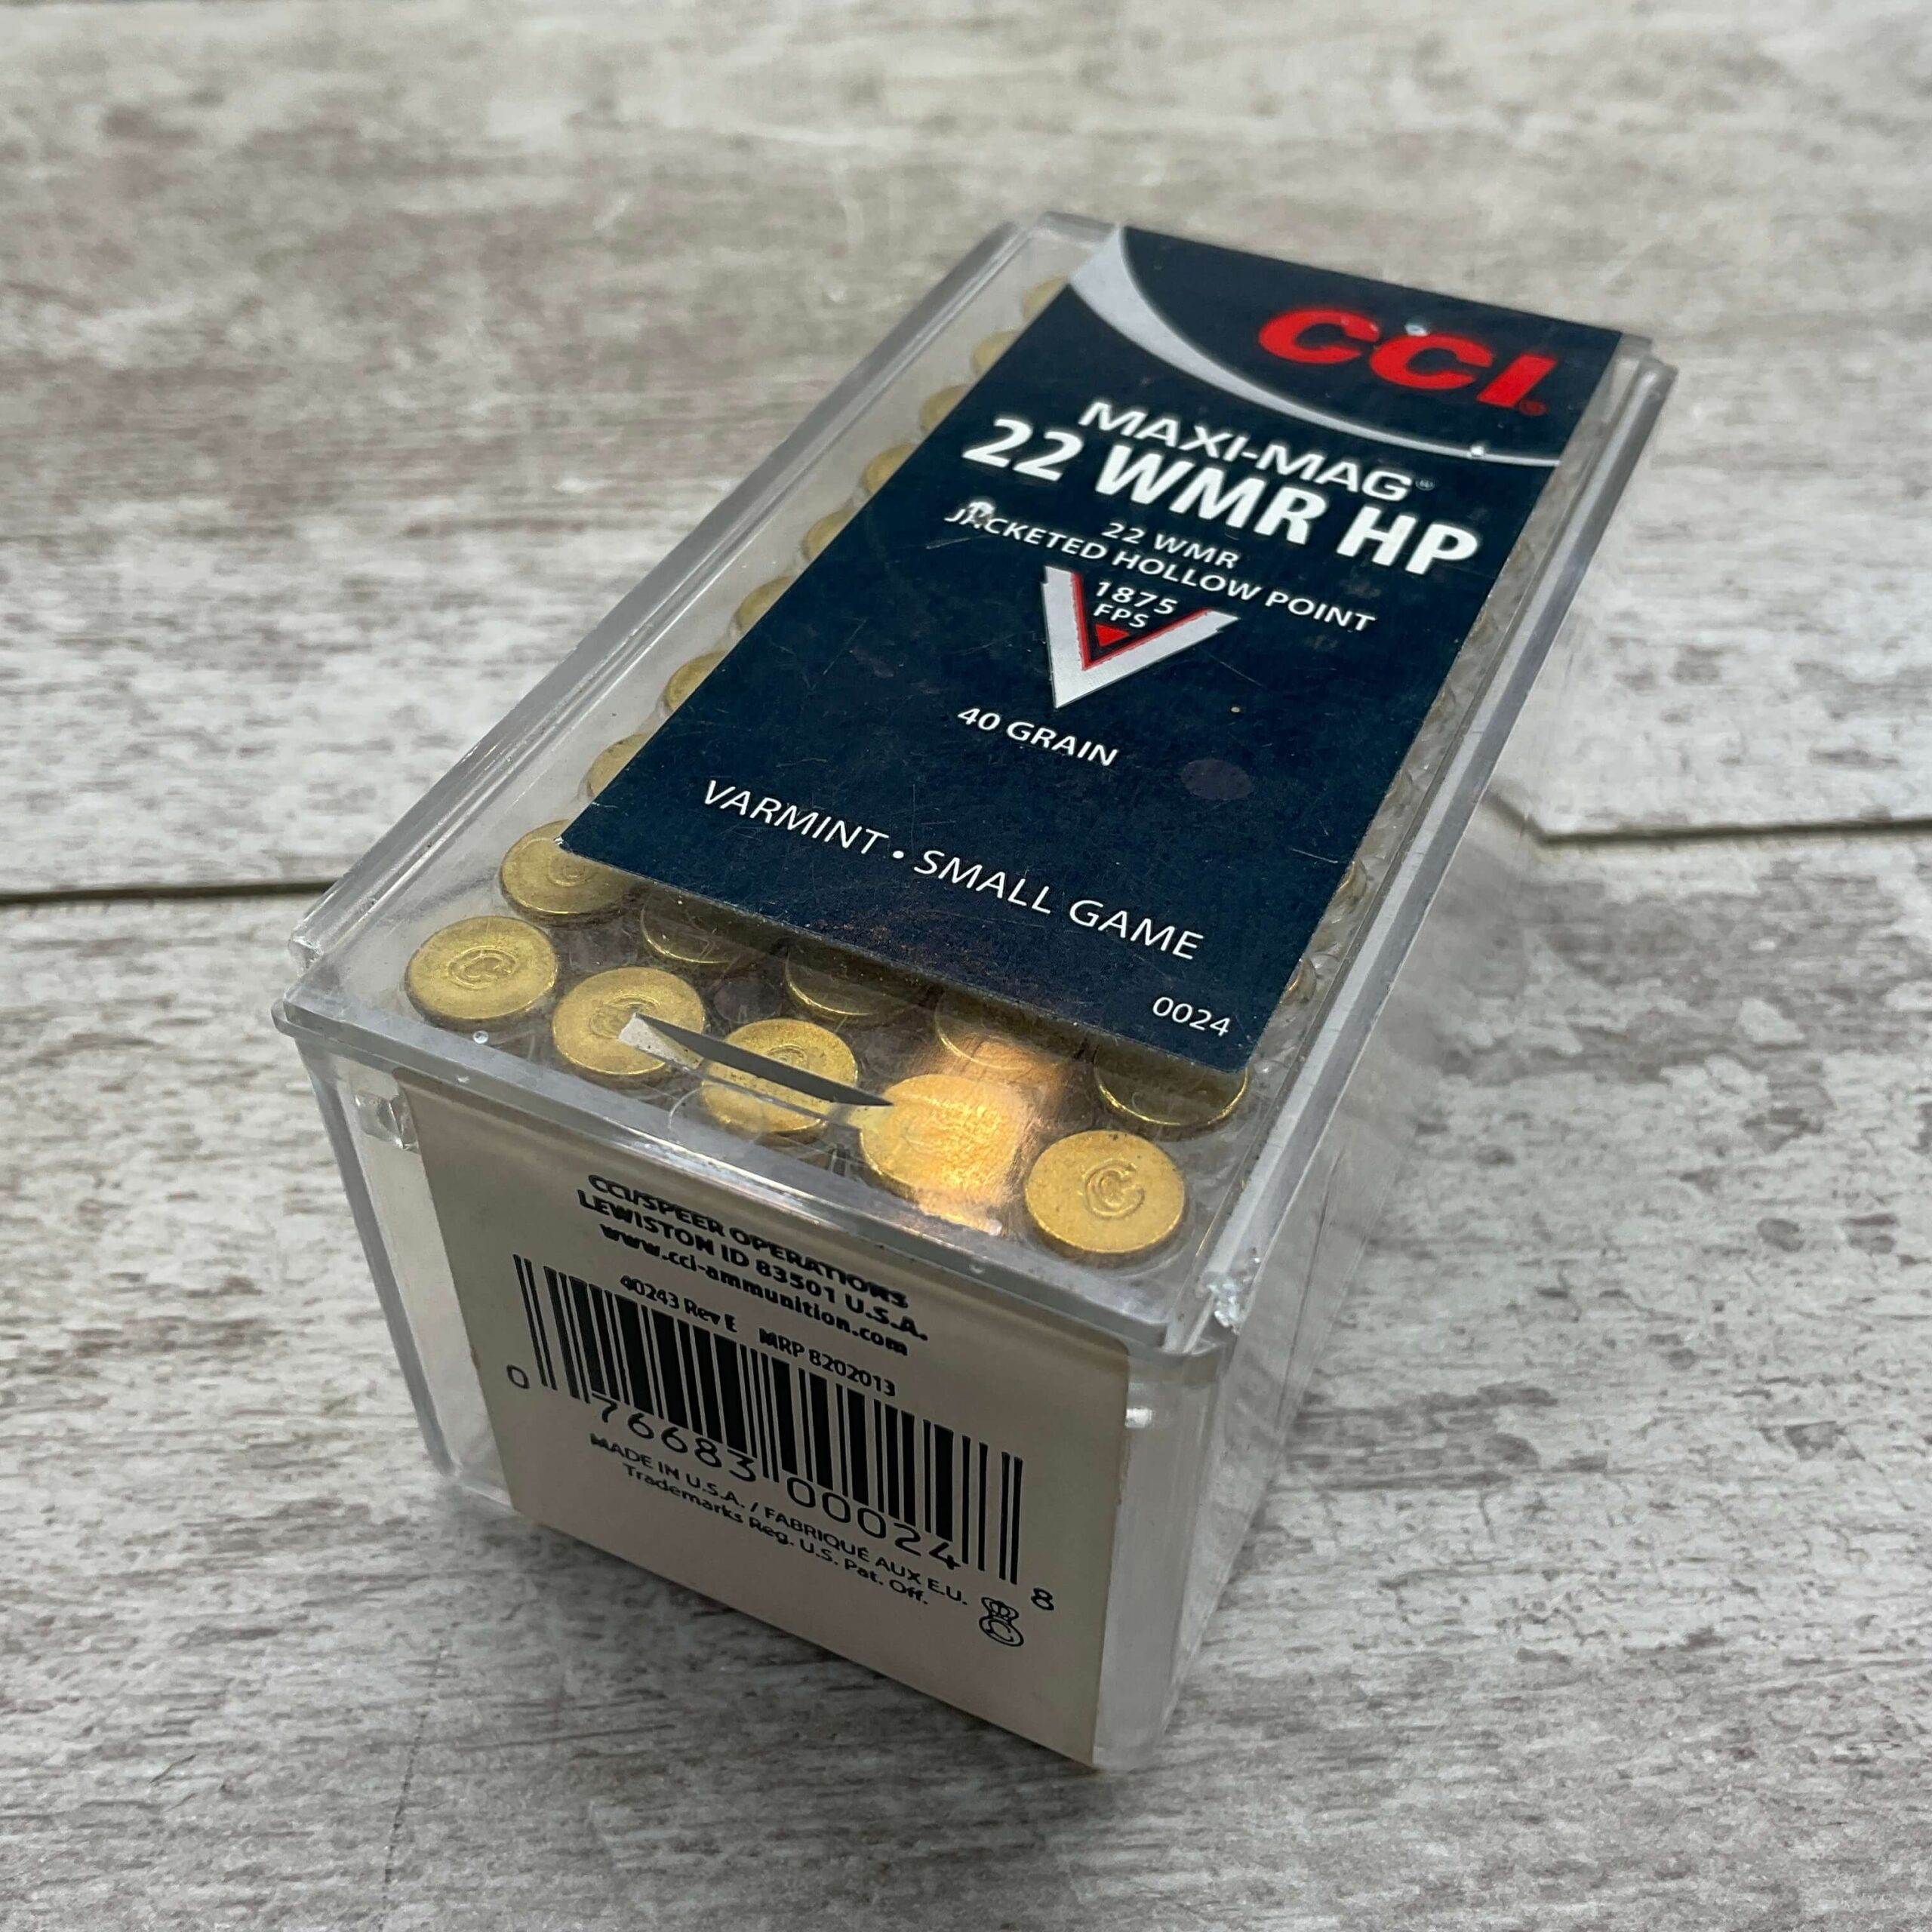 CCI®
MAXI-MAG®
22 WMR HP
22 WMR
JACKETED HOLLOW POINT
1875
FPS
40 GRAIN
VARMINT • SMALL GAME
0024
C
C
C
CCI/SPEER OPERATIONS
LEWISTON ID 83501 U.S.A.
www.cci-ammunition.com
40243 Rev E MRP 8202013
0 76683 00024 8
MADE IN U.S.A. / FABRIQUÉ AUX E.U.
Trademarks Reg. U.S. Pat. Off.